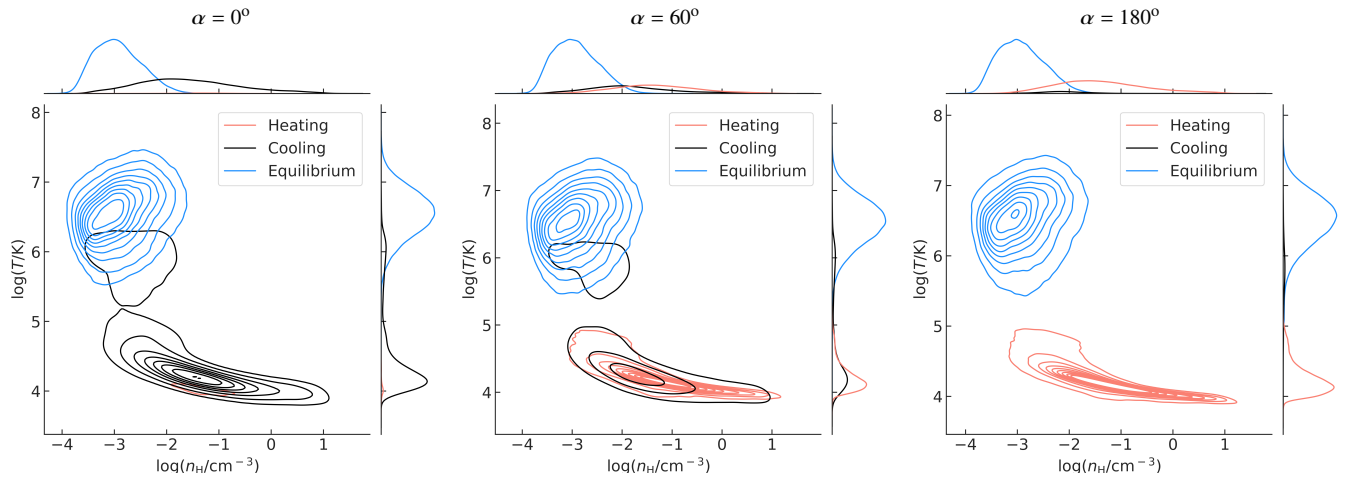 α = 0°
α = 60°
α = 180°
8
7
6
5
4
log(T/K)
Heating
Cooling
Equilibrium
−4 −3 −2 −1 0 1
log(n_H/cm⁻³)
8
7
6
5
4
log(T/K)
Heating
Cooling
Equilibrium
−4 −3 −2 −1 0 1
log(n_H/cm⁻³)
8
7
6
5
4
log(T/K)
Heating
Cooling
Equilibrium
−4 −3 −2 −1 0 1
log(n_H/cm⁻³)